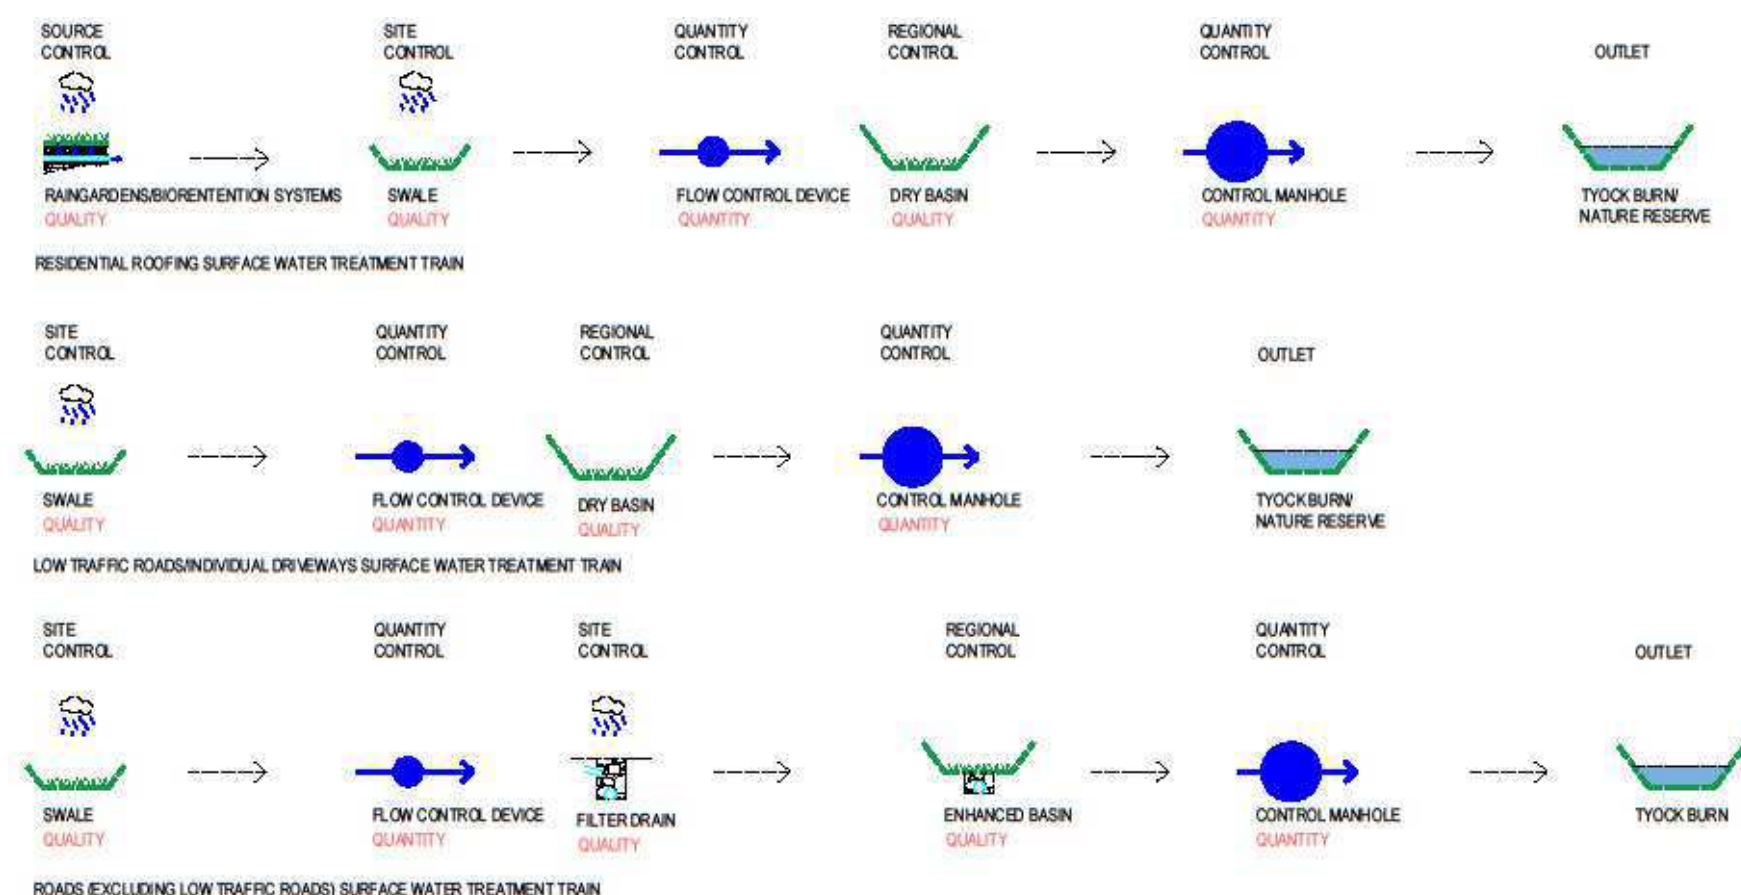 SOURCE CONTROL
SITE CONTROL
QUANTITY CONTROL
REGIONAL CONTROL
QUANTITY CONTROL
OUTLET
RAINGARDENS/BIORENTENTION SYSTEMS
QUALITY
SWALE
QUALITY
FLOW CONTROL DEVICE
QUANTITY
DRY BASIN
QUALITY
CONTROL MANHOLE
QUANTITY
TYOCK BURN/
NATURE RESERVE
RESIDENTIAL ROOFING SURFACE WATER TREATMENT TRAIN
SITE CONTROL
QUANTITY CONTROL
REGIONAL CONTROL
QUANTITY CONTROL
OUTLET
SWALE
QUALITY
FLOW CONTROL DEVICE
QUANTITY
DRY BASIN
QUALITY
CONTROL MANHOLE
QUANTITY
TYOCK BURN/
NATURE RESERVE
LOW TRAFFIC ROADS/INDIVIDUAL DRIVEWAYS SURFACE WATER TREATMENT TRAIN
SITE CONTROL
QUANTITY CONTROL
SITE CONTROL
REGIONAL CONTROL
QUANTITY CONTROL
OUTLET
SWALE
QUALITY
FLOW CONTROL DEVICE
QUANTITY
FILTER DRAIN
QUALITY
ENHANCED BASIN
QUALITY
CONTROL MANHOLE
QUANTITY
TYOCK BURN
ROADS (EXCLUDING LOW TRAFFIC ROADS) SURFACE WATER TREATMENT TRAIN